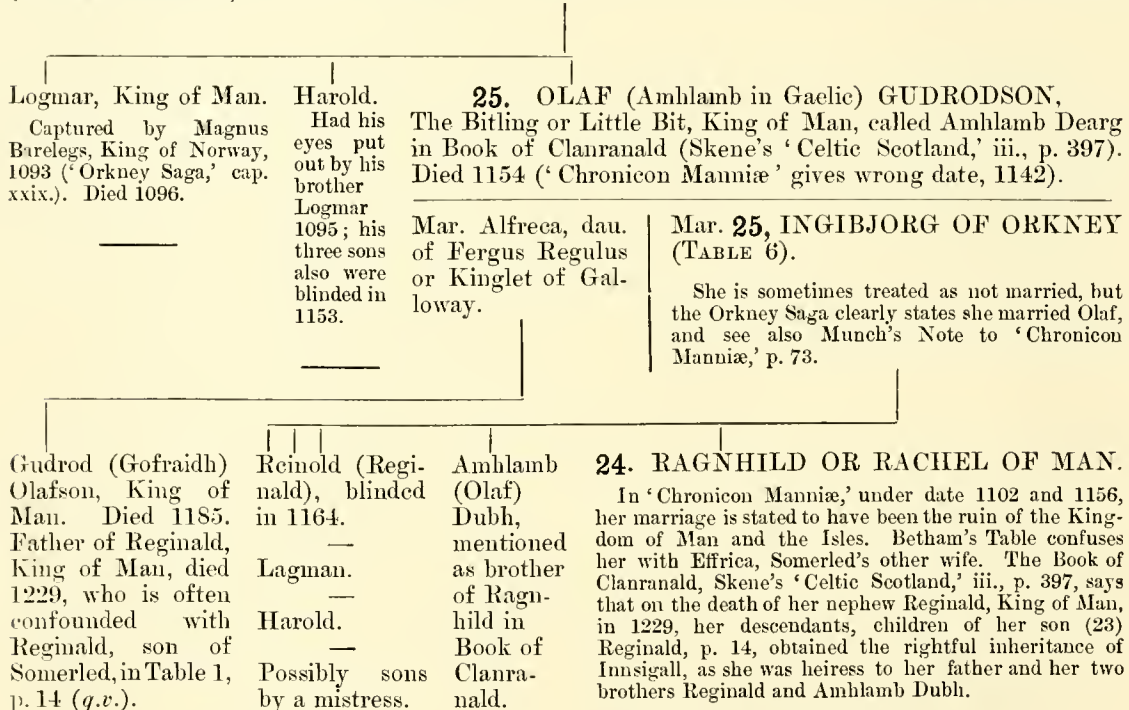 Logmar, King of Man.
Captured by Magnus
Barelegs, King of Norway,
1093 ('Orkney Saga,' cap.
xxix.). Died 1096.
Harold.
Had his
eyes put
out by his
brother
Logmar
1095; his
three sons
also were
blinded in
1153.
25. OLAF (Amhlamb in Gaelic) GUDRODSON,
The Bitling or Little Bit, King of Man, called Amhlamb Dearg
in Book of Clanranald (Skene's 'Celtic Scotland,' iii., p. 397).
Died 1154 ('Chronicon Manniæ' gives wrong date, 1142).
Mar. Alfreca, dau.
of Fergus Regulus
or Kinglet of Gal-
loway.
Mar. 25, INGIBJORG OF ORKNEY
(TABLE 6).
She is sometimes treated as not married, but
the Orkney Saga clearly states she married Olaf,
and see also Munch's Note to 'Chronicon
Manniæ,' p. 73.
Gudrod (Gofraidh)
Olafson, King of
Man. Died 1185.
Father of Reginald,
King of Man, died
1229, who is often
confounded with
Reginald, son of
Somerled, in Table 1,
p. 14 (q.v.).
Reinold (Regi-
nald), blinded
in 1164.
—
Lagman.
—
Harold.
—
Possibly sons
by a mistress.
Amhlamb
(Olaf)
Dubh,
mentioned
as brother
of Ragn-
hild in
Book of
Clanra-
nald.
24. RAGNHILD OR RACHEL OF MAN.
In 'Chronicon Manniæ,' under date 1102 and 1156,
her marriage is stated to have been the ruin of the King-
dom of Man and the Isles. Betham's Table confuses
her with Effrica, Somerled's other wife. The Book of
Clanranald, Skene's 'Celtic Scotland,' iii., p. 397, says
that on the death of her nephew Reginald, King of Man,
in 1229, her descendants, children of her son (23)
Reginald, p. 14, obtained the rightful inheritance of
Innsigall, as she was heiress to her father and her two
brothers Reginald and Amhlamb Dubh.